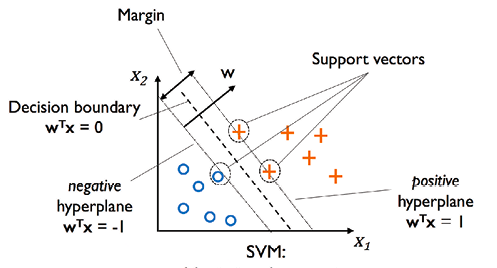 Margin
X₂
w
Support vectors
Decision boundary
wᵀx = 0
negative
hyperplane
wᵀx = -1
positive
hyperplane
wᵀx = 1
X₁
SVM: